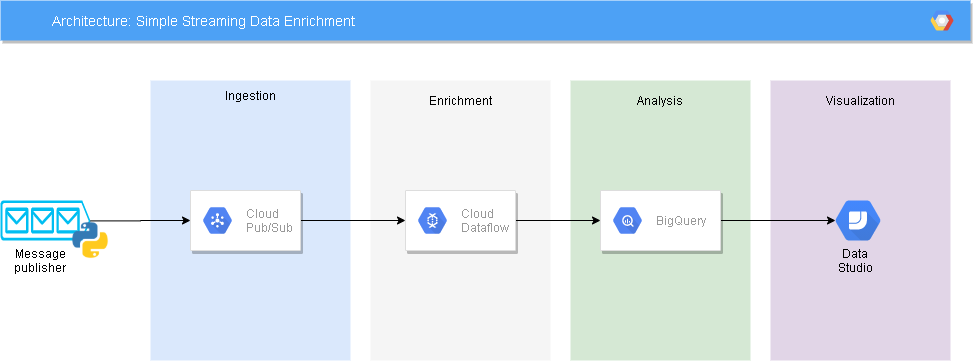 Architecture: Simple Streaming Data Enrichment
Ingestion
Enrichment
Analysis
Visualization
Cloud
Pub/Sub
Cloud
Dataflow
BigQuery
Message
publisher
Data
Studio